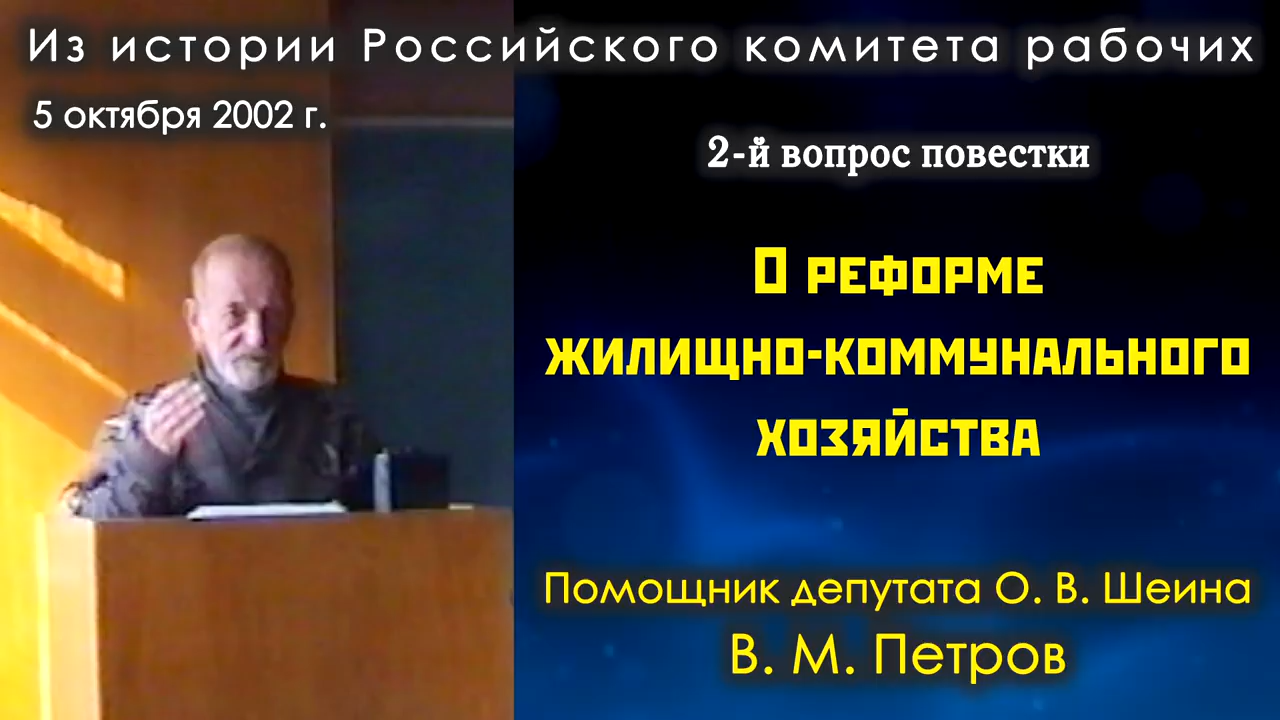 Из истории Российского комитета рабочих
5 октября 2002 г.
2-й вопрос повестки
О РЕФОРМЕ
ЖИЛИЩНО-КОММУНАЛЬНОГО
ХОЗЯЙСТВА
Помощник депутата О. В. Шеина
В. М. Петров